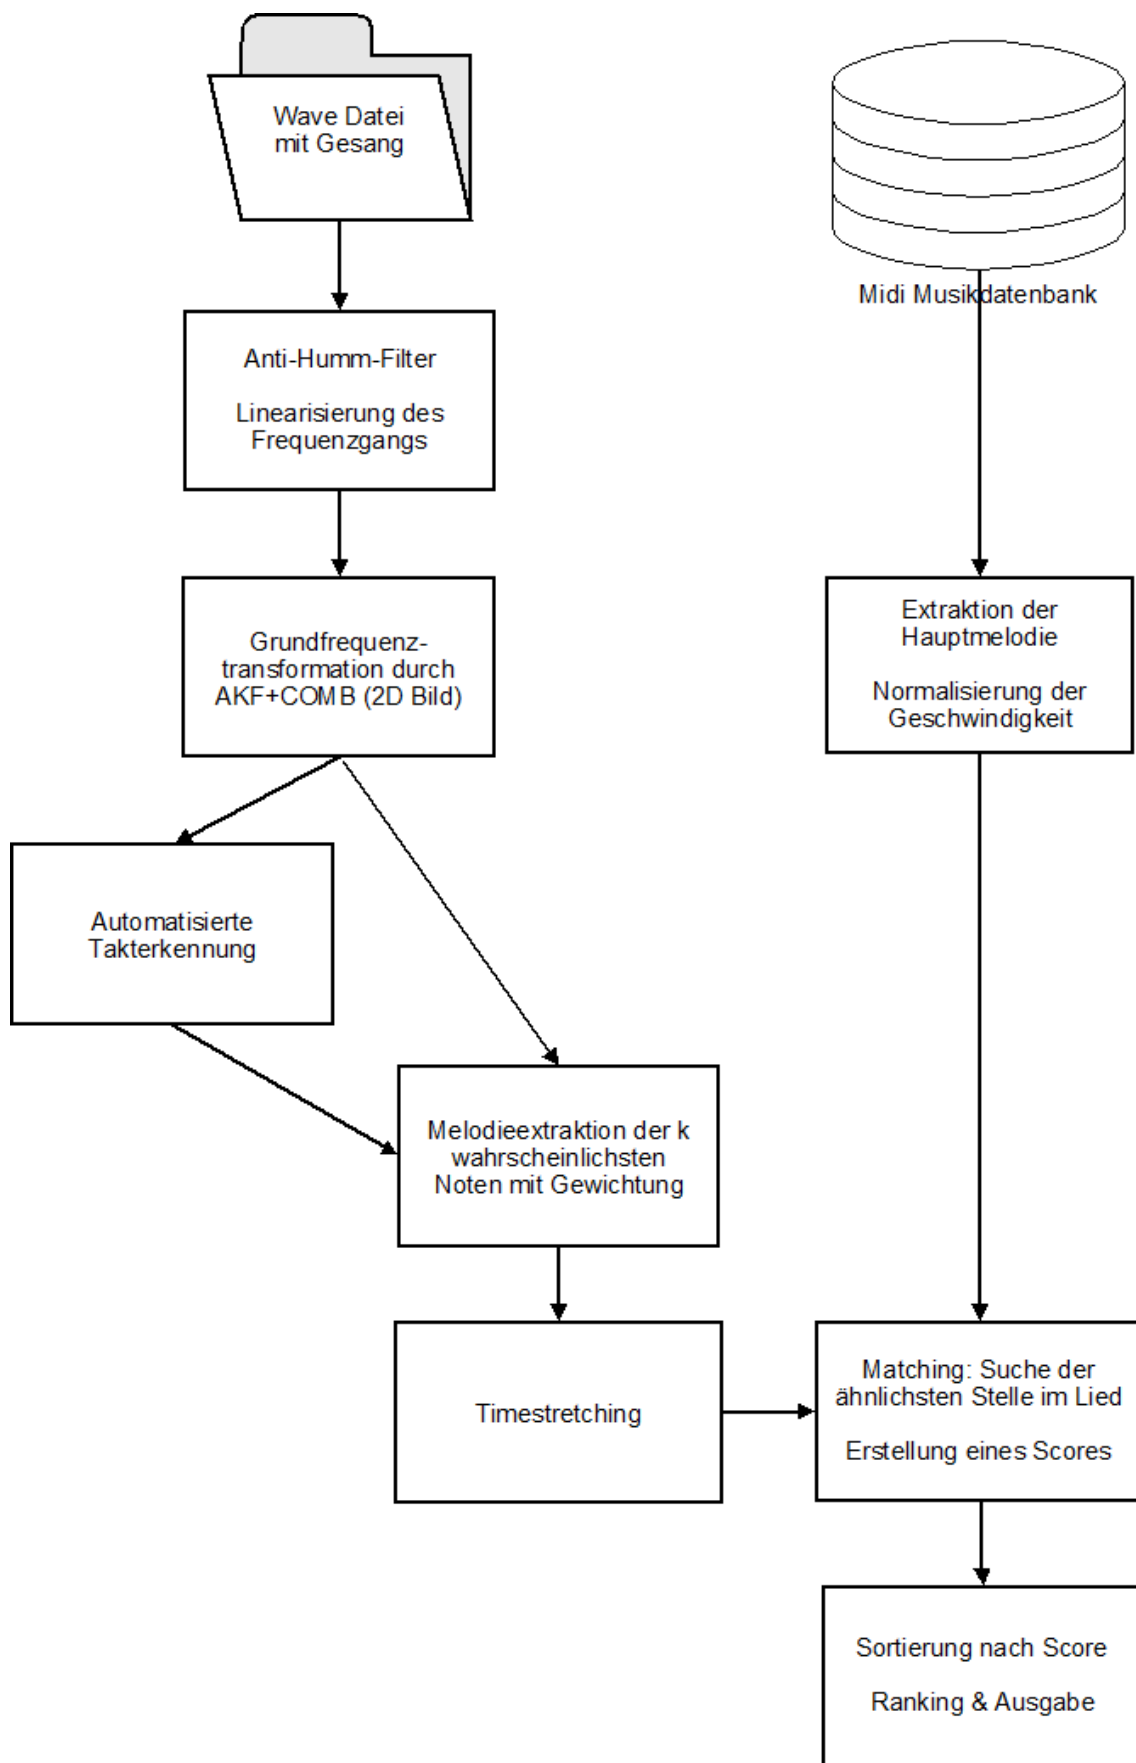 Wave Datei
mit Gesang
Midi Musikdatenbank
Anti-Humm-Filter
Linearisierung des
Frequenzgangs
Grundfrequenz-
transformation durch
AKF+COMB (2D Bild)
Extraktion der
Hauptmelodie
Normalisierung der
Geschwindigkeit
Automatisierte
Takterkennung
Melodieextraktion der k
wahrscheinlichsten
Noten mit Gewichtung
Timestretching
Matching: Suche der
ähnlichsten Stelle im Lied
Erstellung eines Scores
Sortierung nach Score
Ranking & Ausgabe